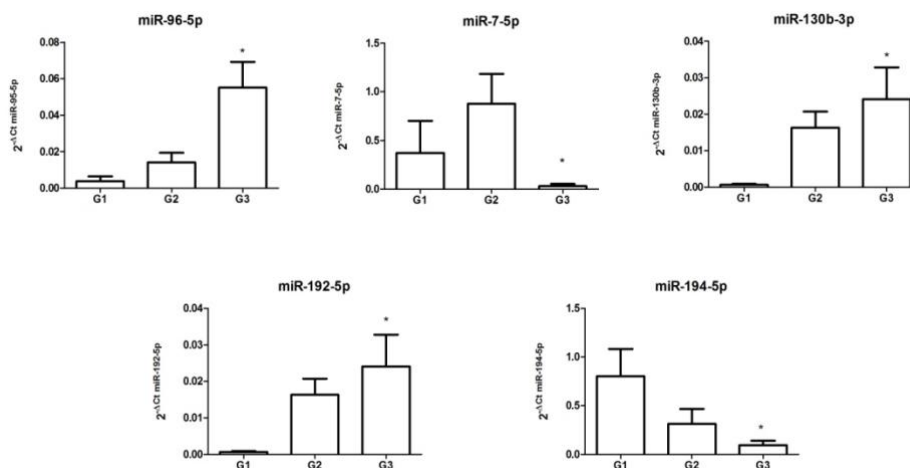 miR-96-5p
2^-ΔCt miR-95-5p
0.08
0.06
0.04
0.02
0.00
*
G1 G2 G3
miR-7-5p
2^-ΔCt miR-7-5p
1.5
1.0
0.5
0.0
*
G1 G2 G3
miR-130b-3p
2^-ΔCt miR-130b-3p
0.04
0.03
0.02
0.01
0.00
*
G1 G2 G3
miR-192-5p
2^-ΔCt miR-192-5p
0.04
0.03
0.02
0.01
0.00
*
G1 G2 G3
miR-194-5p
2^-ΔCt miR-194-5p
1.5
1.0
0.5
0.0
*
G1 G2 G3